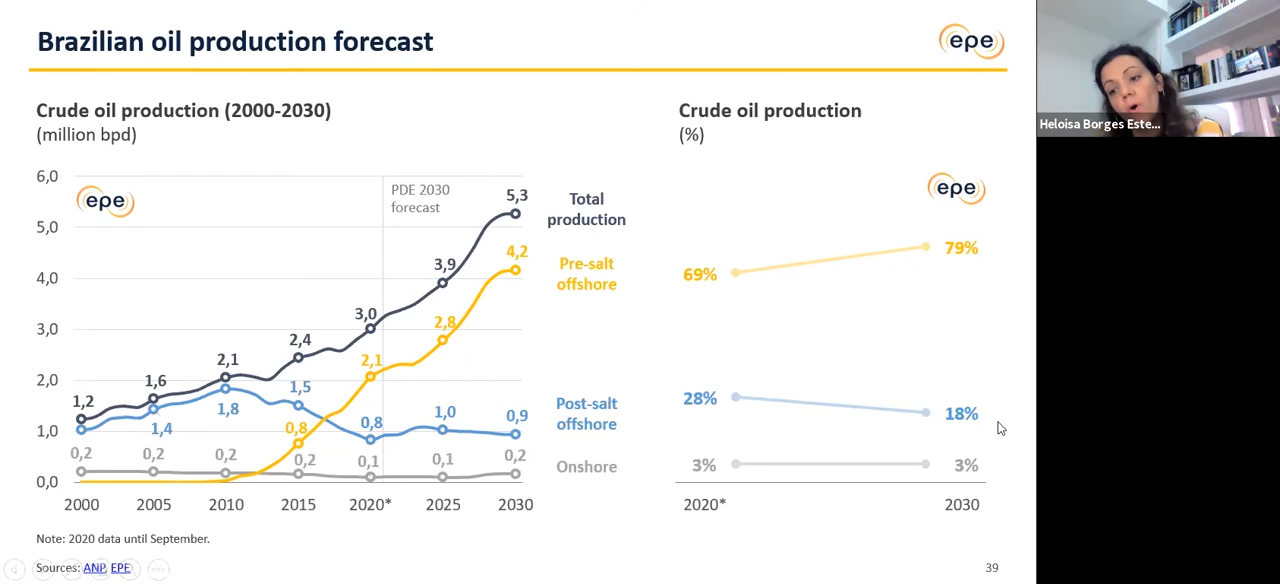 Brazilian oil production forecast
epe
Heloisa Borges Este...
Crude oil production (2000-2030)
(million bpd)
6,0
5,0
4,0
3,0
2,0
1,0
0,0
epe
PDE 2030
forecast
1,2
1,6
2,1
2,4
3,0
3,9
5,3
4,2
2,8
2,1
0,8
1,4
1,8
1,5
0,8
1,0
0,9
0,2
0,2
0,2
0,2
0,1
0,1
0,2
2000
2005
2010
2015
2020*
2025
2030
Total
production
Pre-salt
offshore
Post-salt
offshore
Onshore
Crude oil production
(%)
epe
69%
79%
28%
18%
3%
3%
2020*
2030
Note: 2020 data until September.
Sources: ANP, EPE
39